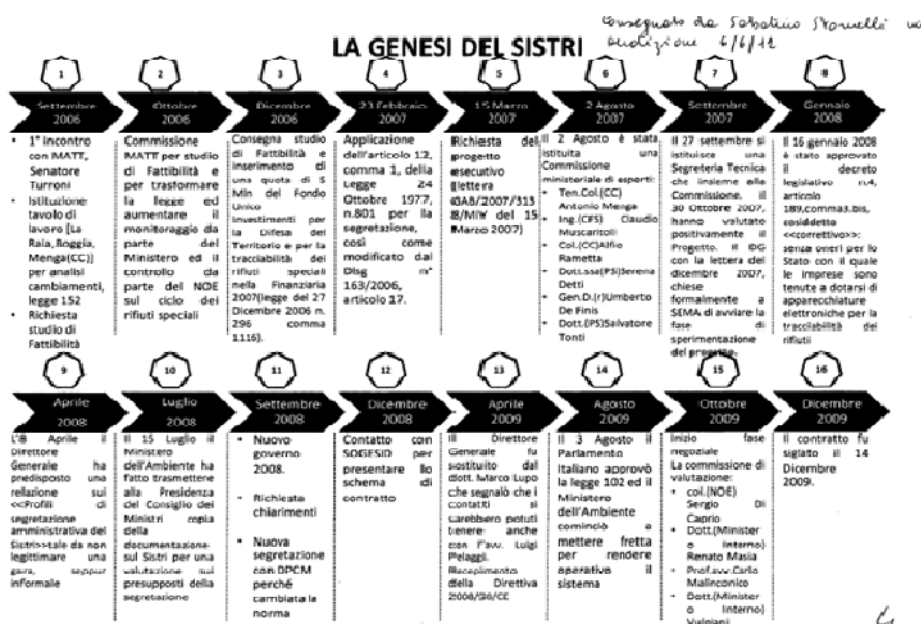 Consegnato da Sabatino Stornelli in
audizione 6/6/12
LA GENESI DEL SISTRI
1
Settembre
2006
• 1° Incontro
con MATT,
Senatore
Turroni
• Istituzione
tavolo di
lavoro [La
Raia, Boggia,
Menga(CC)]
per analisi
cambiamenti,
legge 152
• Richiesta
studio di
Fattibilità
2
Ottobre
2006
Commissione
MATT per studio
di Fattibilità e
per trasformare
la legge ed
aumentare il
monitoraggio da
parte del
Ministero ed il
controllo da
parte del NOE
sul ciclo dei
rifiuti speciali
3
Dicembre
2006
Consegna studio
di Fattibilità e
inserimento di
una quota di 5
Mln del Fondo
Unico
Investimenti per
la Difesa del
Territorio e per la
tracciabilità dei
rifiuti speciali
nella Finanziaria
2007(legge del 27
Dicembre 2006 n.
296 comma
1116).
4
23 Febbraio
2007
Applicazione
dell'articolo 12,
comma 1, della
Legge 24
Ottobre 1977,
n.801 per la
segretazione,
così come
modificato dal
Dlsg n°
163/2006,
articolo 17.
5
15 Marzo
2007
Richiesta del
progetto
esecutivo
(lettera
GAB/2007/313
8/MIW del 15
Marzo 2007)
6
2 Agosto
2007
Il 2 Agosto è stata
istituita una
Commissione
ministeriale di esperti:
• Ten.Col.(CC)
Antonio Menga
• Ing.(CFS) Claudio
Muscaritoli
• Col.(CC)Alfio
Rametta
• Dott.ssa(PS)Serena
Detti
• Gen.D.(r)Umberto
De Finis
• Dott.(PS)Salvatore
Tonti
7
Settembre
2007
Il 27 settembre si
istituisce una
Segreteria Tecnica
che insieme alla
Commissione, il
30 Ottobre 2007,
hanno valutato
positivamente il
Progetto. Il DG
con la lettera del
dicembre 2007,
chiese
formalmente a
SEMA di avviare la
fase di
sperimentazione
del progetto.
8
Gennaio
2008
Il 16 gennaio 2008
è stato approvato
il decreto
legislativo n.4,
articolo
189,comma3.bis,
cosiddetto
<<correttivo>>:
senza oneri per lo
Stato con il quale
le imprese sono
tenute a dotarsi di
apparecchiature
elettroniche per la
tracciabilità dei
rifiuti
9
Aprile
2008
L'8 Aprile il
Direttore
Generale ha
predisposto una
relazione sui
<<Profili di
segretazione
amministrativa del
Sistri>>tale da non
legittimare una
gara, seppur
informale
10
Luglio
2008
Il 15 Luglio il
Ministero
dell'Ambiente ha
fatto trasmettere
alla Presidenza
del Consiglio dei
Ministri copia
della
documentazione
sul Sistri per una
valutazione sui
presupposti della
segretazione
11
Settembre
2008
• Nuovo
governo
2008.
• Richiesta
chiarimenti
• Nuova
segretazione
con DPCM
perché
cambiata la
norma
12
Dicembre
2008
Contatto con
SOGESID per
presentare lo
schema di
contratto
13
Aprile
2009
Il Direttore
Generale fu
sostituito dal
dott. Marco Lupo
che segnalò che i
contatti si
sarebbero potuti
tenere anche
con l'avv. Luigi
Pelaggi.
Recepimento
della Direttiva
2008/98/CE
14
Agosto
2009
Il 3 Agosto il
Parlamento
Italiano approvò
la legge 102 ed il
Ministero
dell'Ambiente
cominciò a
mettere fretta
per rendere
operativo il
sistema
15
Ottobre
2009
Inizio fase
negoziale
La commissione di
valutazione:
• col.(NOE)
Sergio Di
Caprio
• Dott.(Minister
o Interno)
Renato Masia
• Prof.avv.Carlo
Malinconico
• Dott.(Minister
o Interno)
Vulpiani
16
Dicembre
2009
Il contratto fu
siglato il 14
Dicembre
2009.